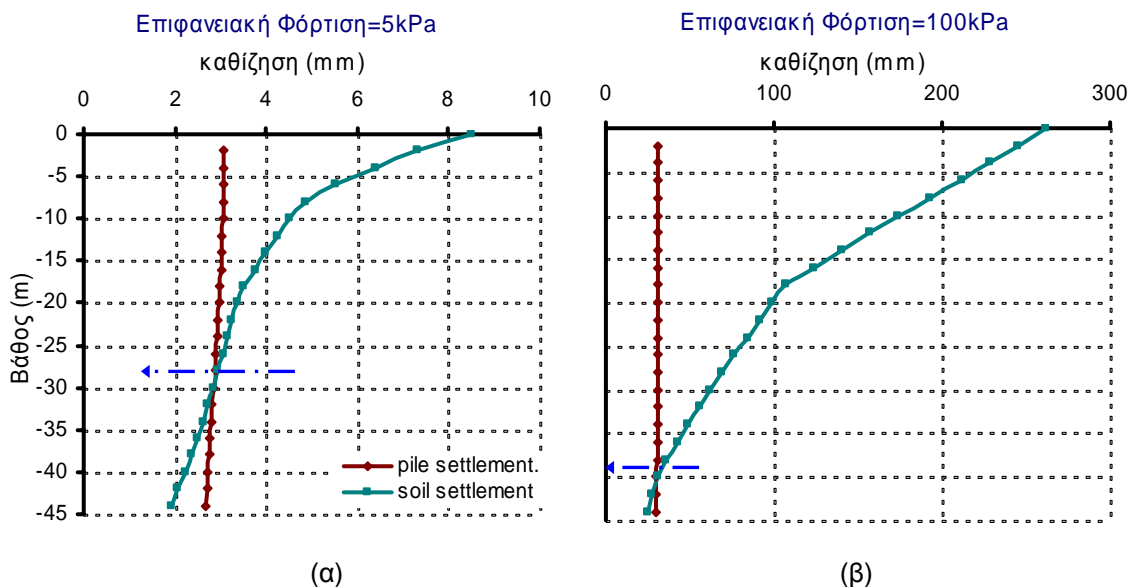 Επιφανειακή Φόρτιση=5kPa
καθίζηση (mm)
0 2 4 6 8 10
0
-5
-10
-15
-20
-25
-30
-35
-40
-45
Βάθος (m)
pile settlement.
soil settlement
(α)
Επιφανειακή Φόρτιση=100kPa
καθίζηση (mm)
0 100 200 300
(β)